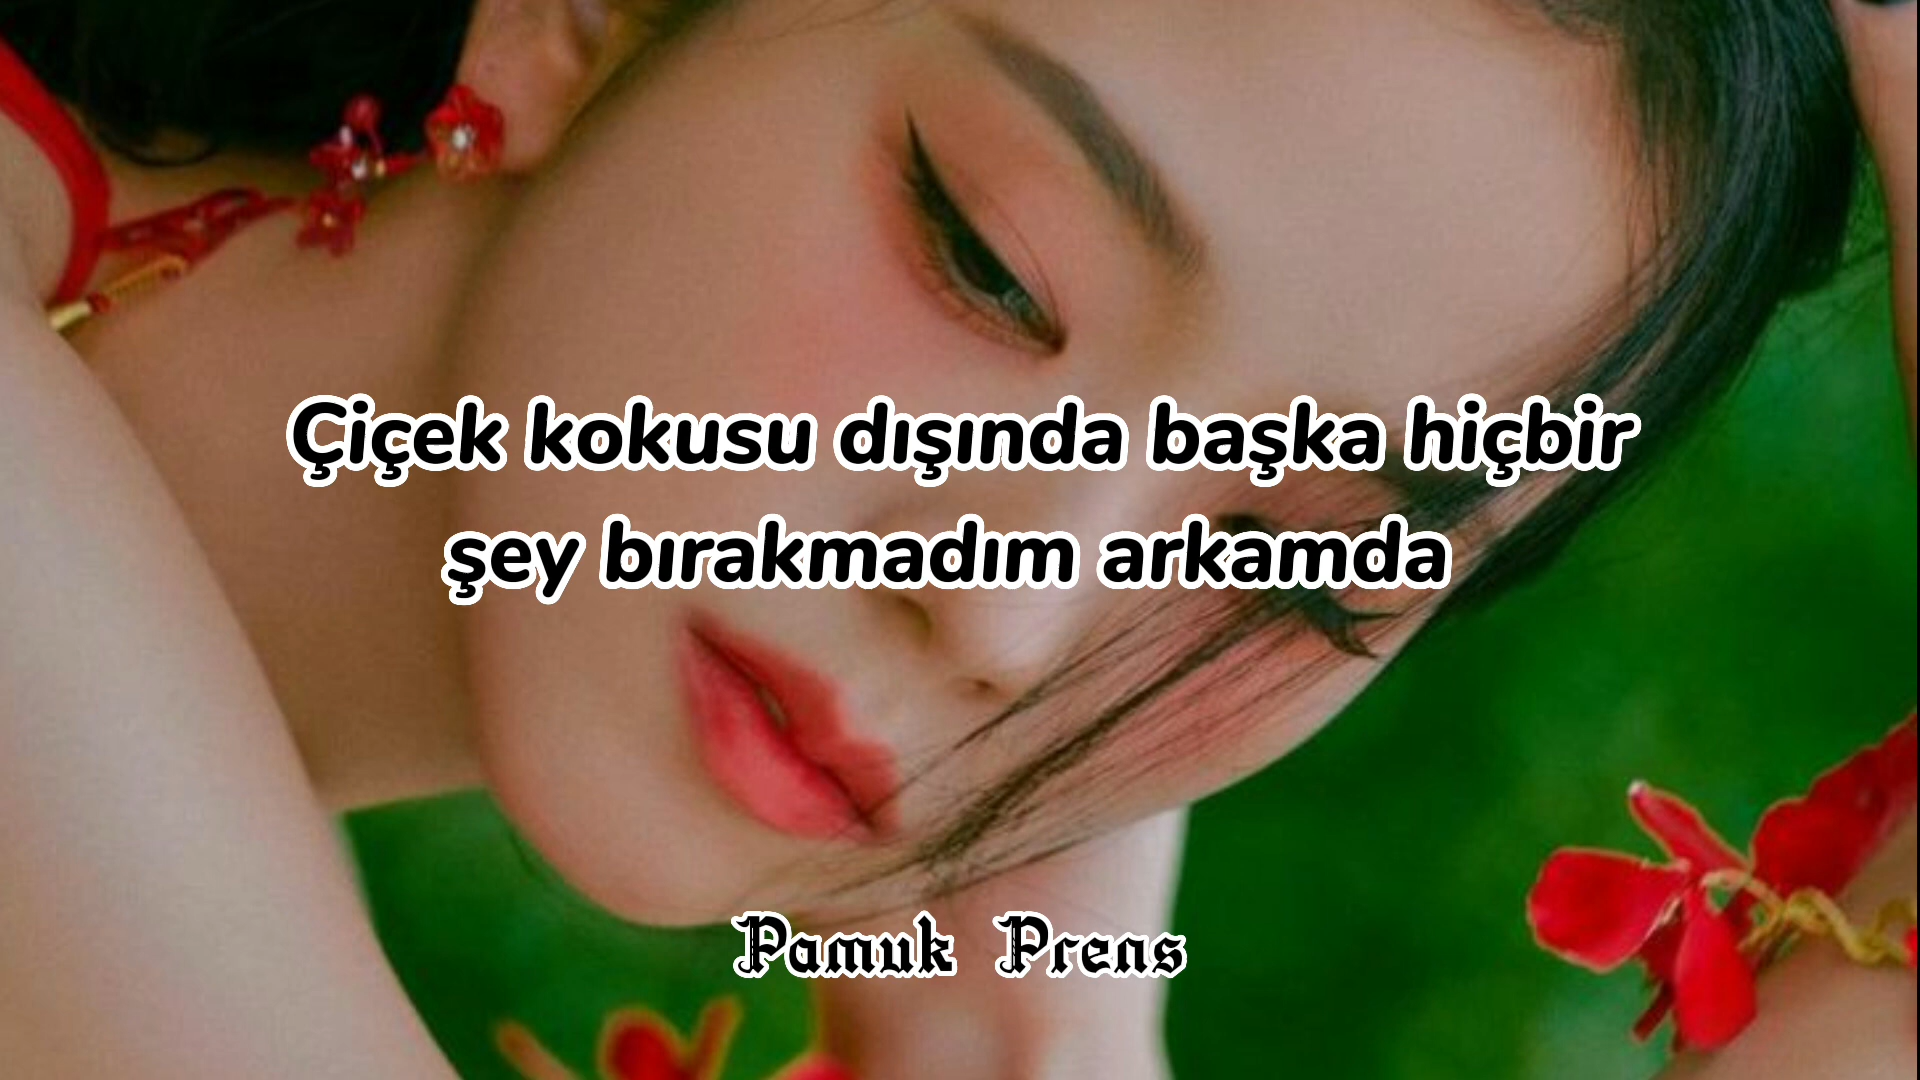 Çiçek kokusu dışında başka hiçbir
şey bırakmadım arkamda
Pamuk Prens